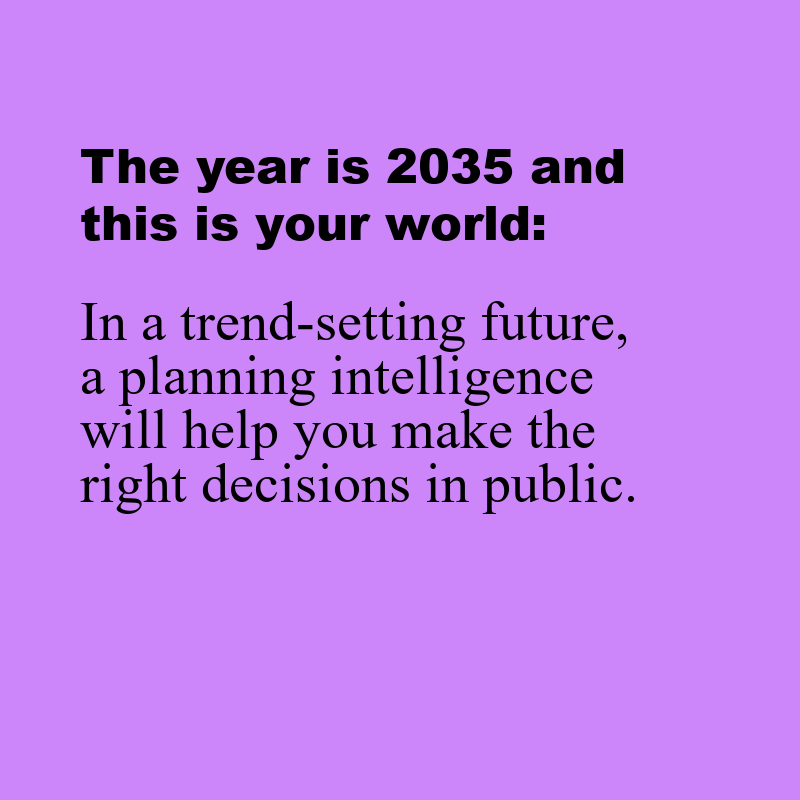 The year is 2035 and
this is your world:
In a trend-setting future,
a planning intelligence
will help you make the
right decisions in public.